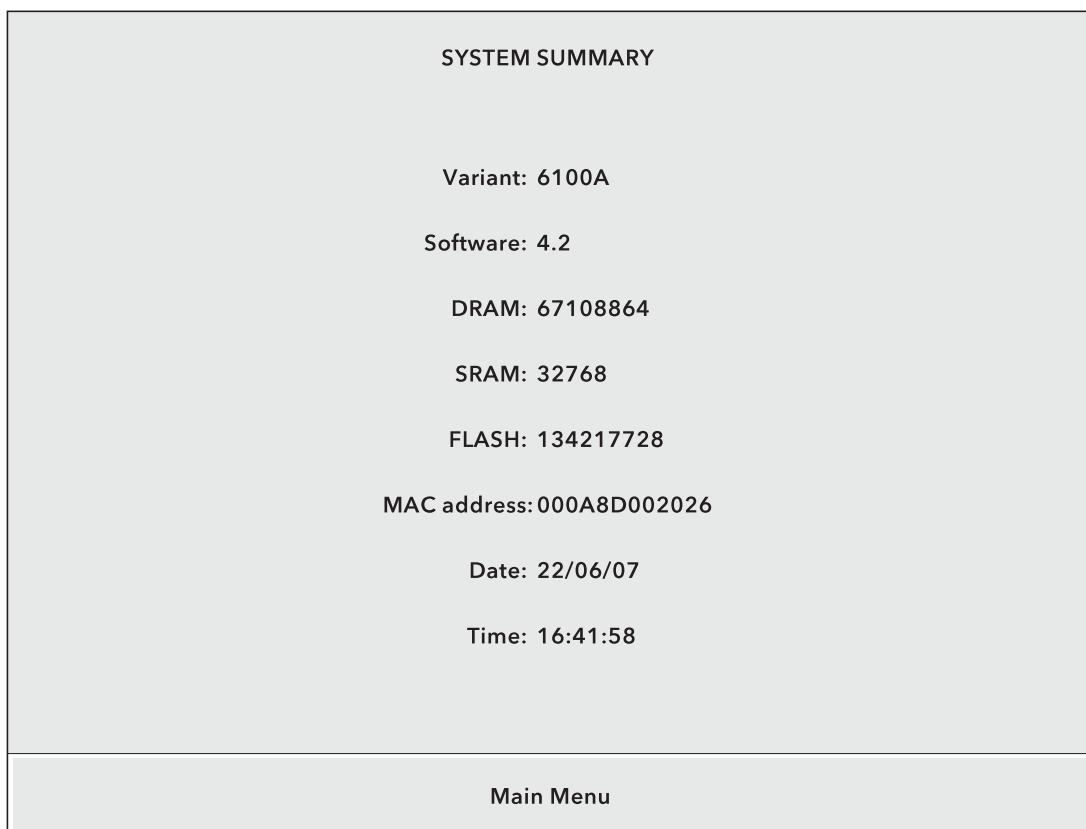 SYSTEM SUMMARY
Variant: 6100A
Software: 4.2
DRAM: 67108864
SRAM: 32768
FLASH: 134217728
MAC address: 000A8D002026
Date: 22/06/07
Time: 16:41:58
Main Menu